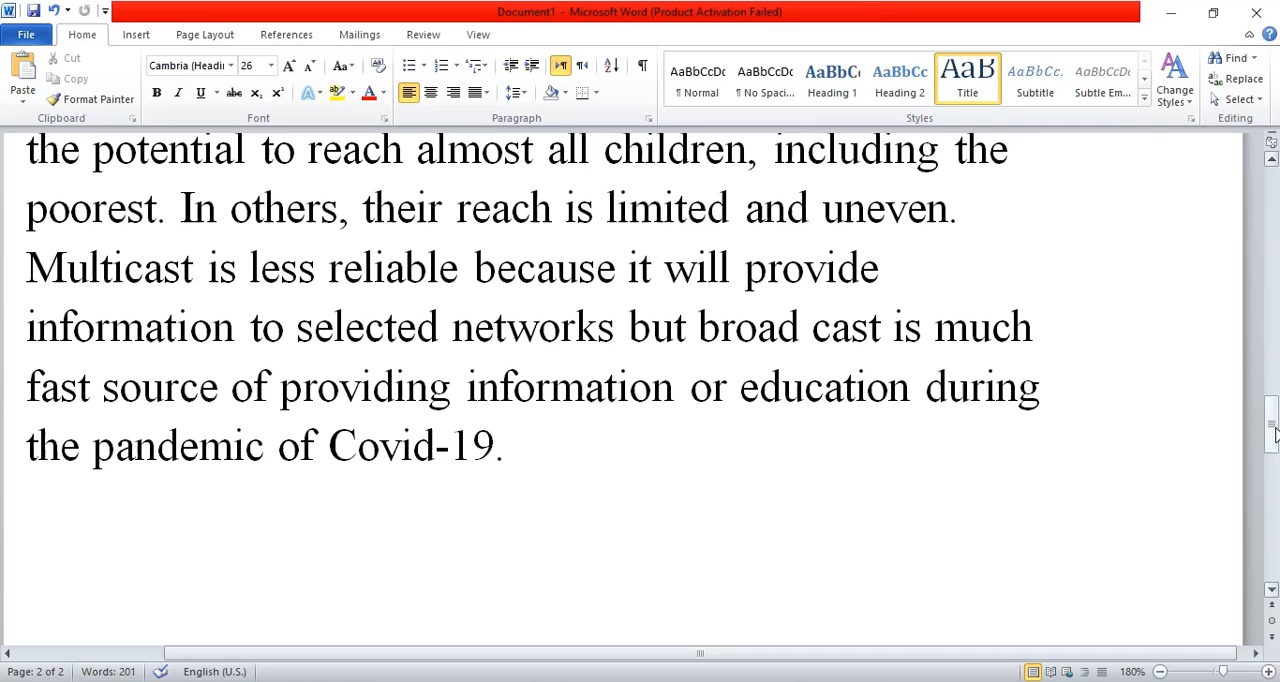 Document1 - Microsoft Word (Product Activation Failed)
File Home Insert Page Layout References Mailings Review View
Cut
Copy
Format Painter
Paste
Clipboard
Cambria (Headi 26
Font
Paragraph
AaBbCcDc AaBbCcDc AaBbC AaBbCc AaB AaBbCc. AaBbCcDc
¶ Normal ¶ No Spaci... Heading 1 Heading 2 Title Subtitle Subtle Em...
Styles
Change
Styles
Find
Replace
Select
Editing
the potential to reach almost all children, including the
poorest. In others, their reach is limited and uneven.
Multicast is less reliable because it will provide
information to selected networks but broad cast is much
fast source of providing information or education during
the pandemic of Covid-19.
Page: 2 of 2 Words: 201 English (U.S.) 180%